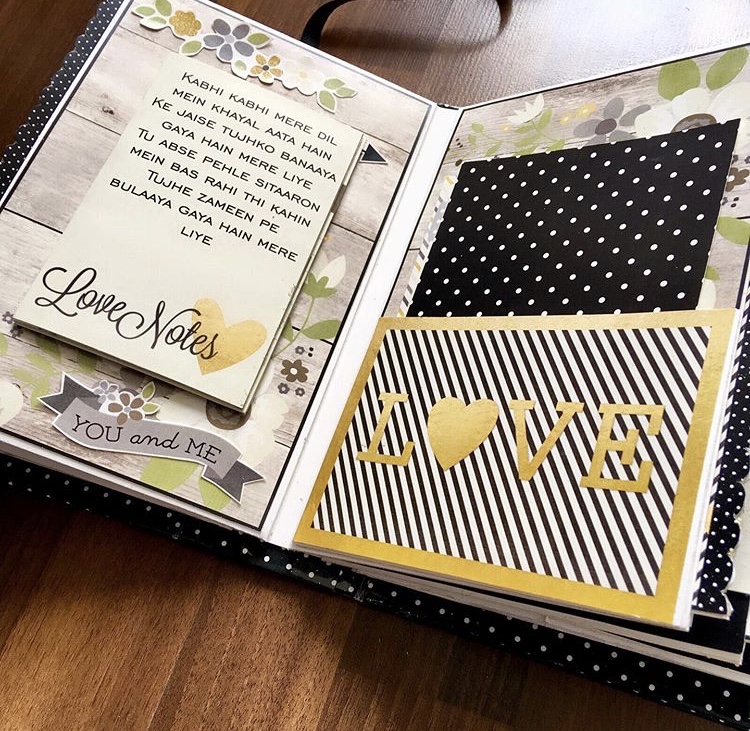 KABHI KABHI MERE DIL
MEIN KHAYAL AATA HAIN
KE JAISE TUJHKO BANAAYA
GAYA HAIN MERE LIYE
TU ABSE PEHLE SITAARON
MEIN BAS RAHI THI KAHIN
TUJHE ZAMEEN PE
BULAAYA GAYA HAIN MERE
LIYE
Love Notes
YOU and ME
LOVE